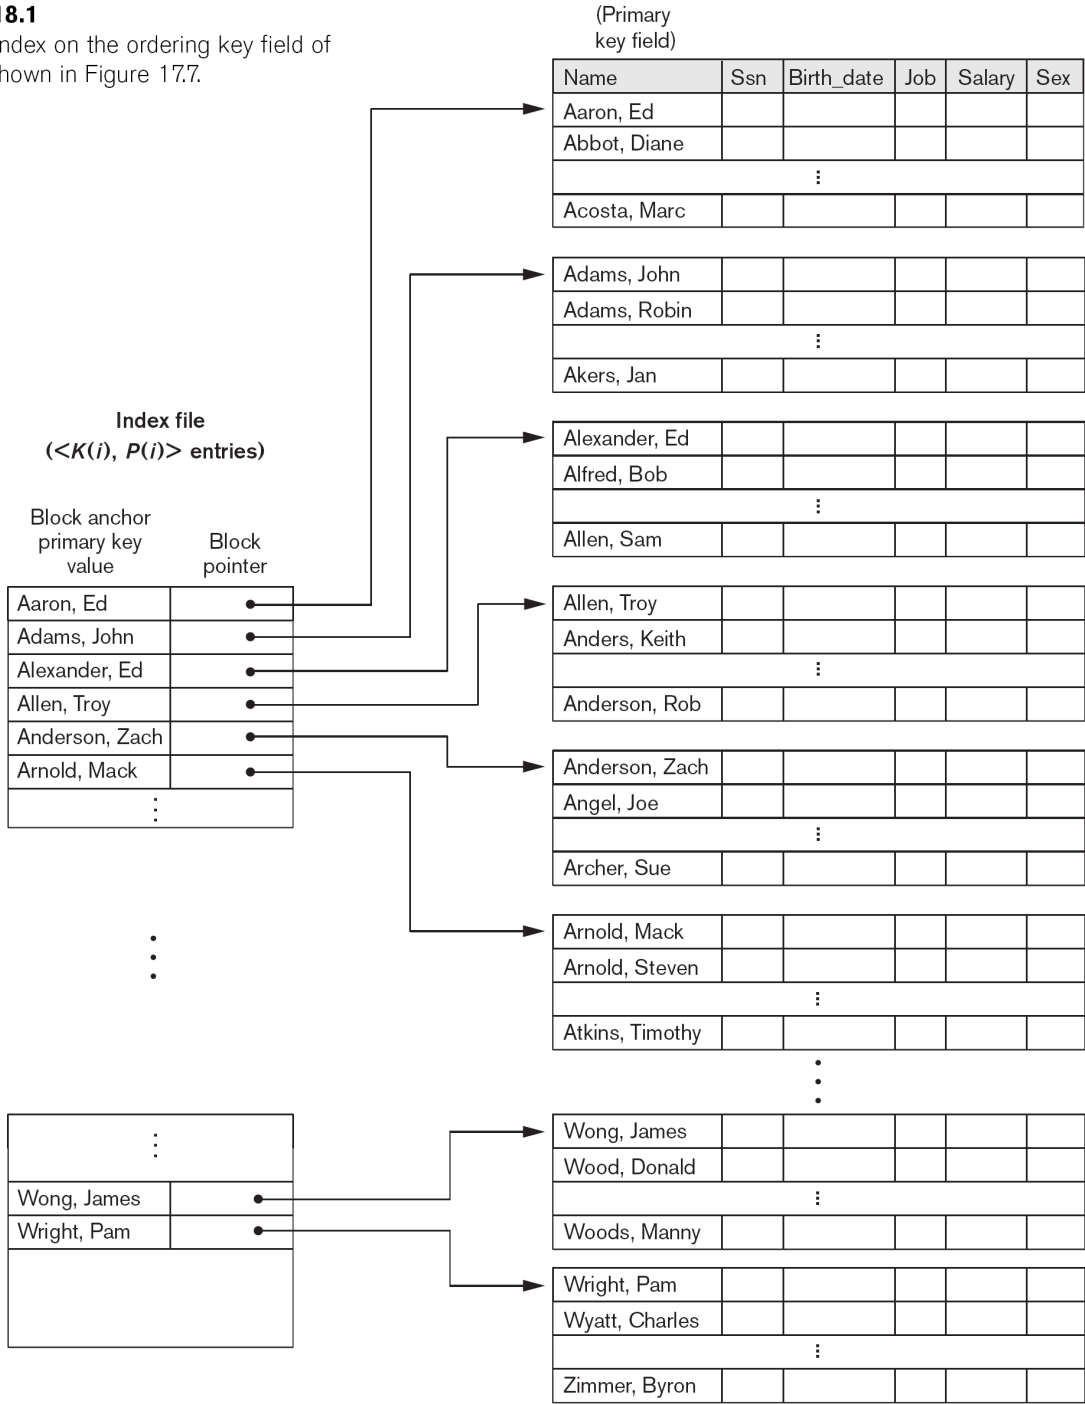 18.1
ndex on the ordering key field of
hown in Figure 17.7.
(Primary
key field)
Name Ssn Birth_date Job Salary Sex
Aaron, Ed
Abbot, Diane
⋮
Acosta, Marc
Adams, John
Adams, Robin
⋮
Akers, Jan
Alexander, Ed
Alfred, Bob
⋮
Allen, Sam
Allen, Troy
Anders, Keith
⋮
Anderson, Rob
Anderson, Zach
Angel, Joe
⋮
Archer, Sue
Arnold, Mack
Arnold, Steven
⋮
Atkins, Timothy
⋮
Wong, James
Wood, Donald
⋮
Woods, Manny
Wright, Pam
Wyatt, Charles
⋮
Zimmer, Byron
Index file
(<K(i), P(i)> entries)
Block anchor
primary key
value
Block
pointer
Aaron, Ed
Adams, John
Alexander, Ed
Allen, Troy
Anderson, Zach
Arnold, Mack
⋮
⋮
⋮
Wong, James
Wright, Pam